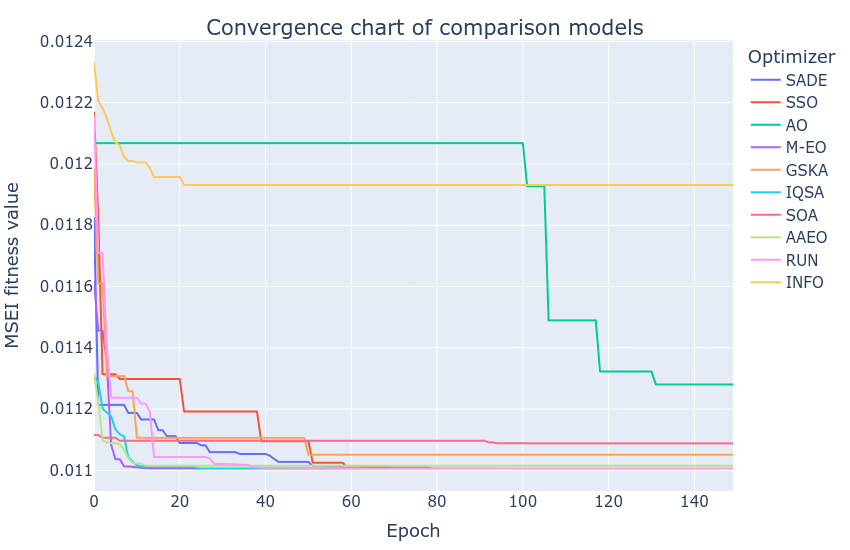 Convergence chart of comparison models
0.0124
0.0122
0.012
0.0118
0.0116
0.0114
0.0112
0.011
MSEI fitness value
0 20 40 60 80 100 120 140
Epoch
Optimizer
SADE
SSO
AO
M-EO
GSKA
IQSA
SOA
AAEO
RUN
INFO